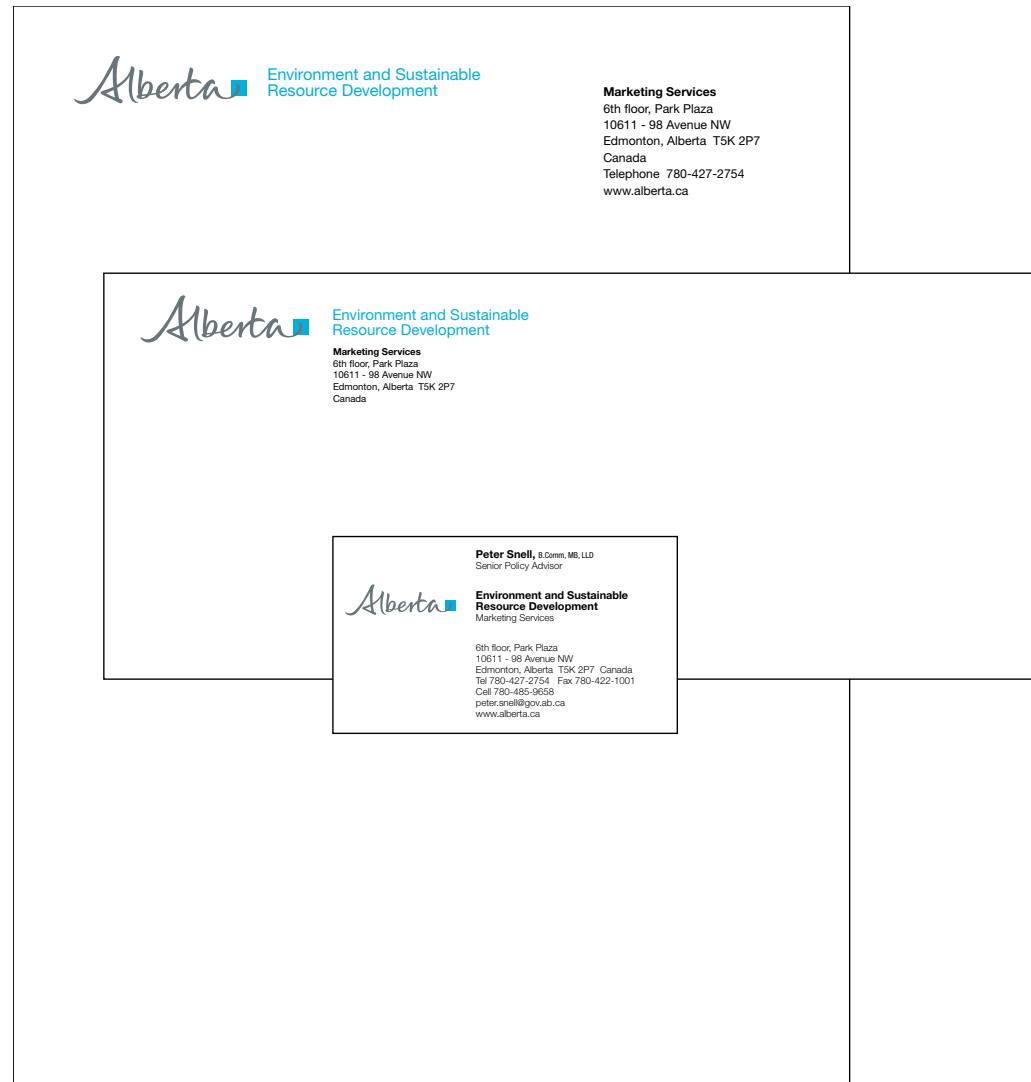 Alberta
Environment and Sustainable
Resource Development
Marketing Services
6th floor, Park Plaza
10611 - 98 Avenue NW
Edmonton, Alberta  T5K 2P7
Canada
Telephone  780-427-2754
www.alberta.ca
Alberta
Environment and Sustainable
Resource Development
Marketing Services
6th floor, Park Plaza
10611 - 98 Avenue NW
Edmonton, Alberta  T5K 2P7
Canada
Alberta
Peter Snell, B.Comm, MB, LLD
Senior Policy Advisor
Environment and Sustainable
Resource Development
Marketing Services
6th floor, Park Plaza
10611 - 98 Avenue NW
Edmonton, Alberta  T5K 2P7  Canada
Tel 780-427-2754   Fax 780-422-1001
Cell 780-485-9658
peter.snell@gov.ab.ca
www.alberta.ca